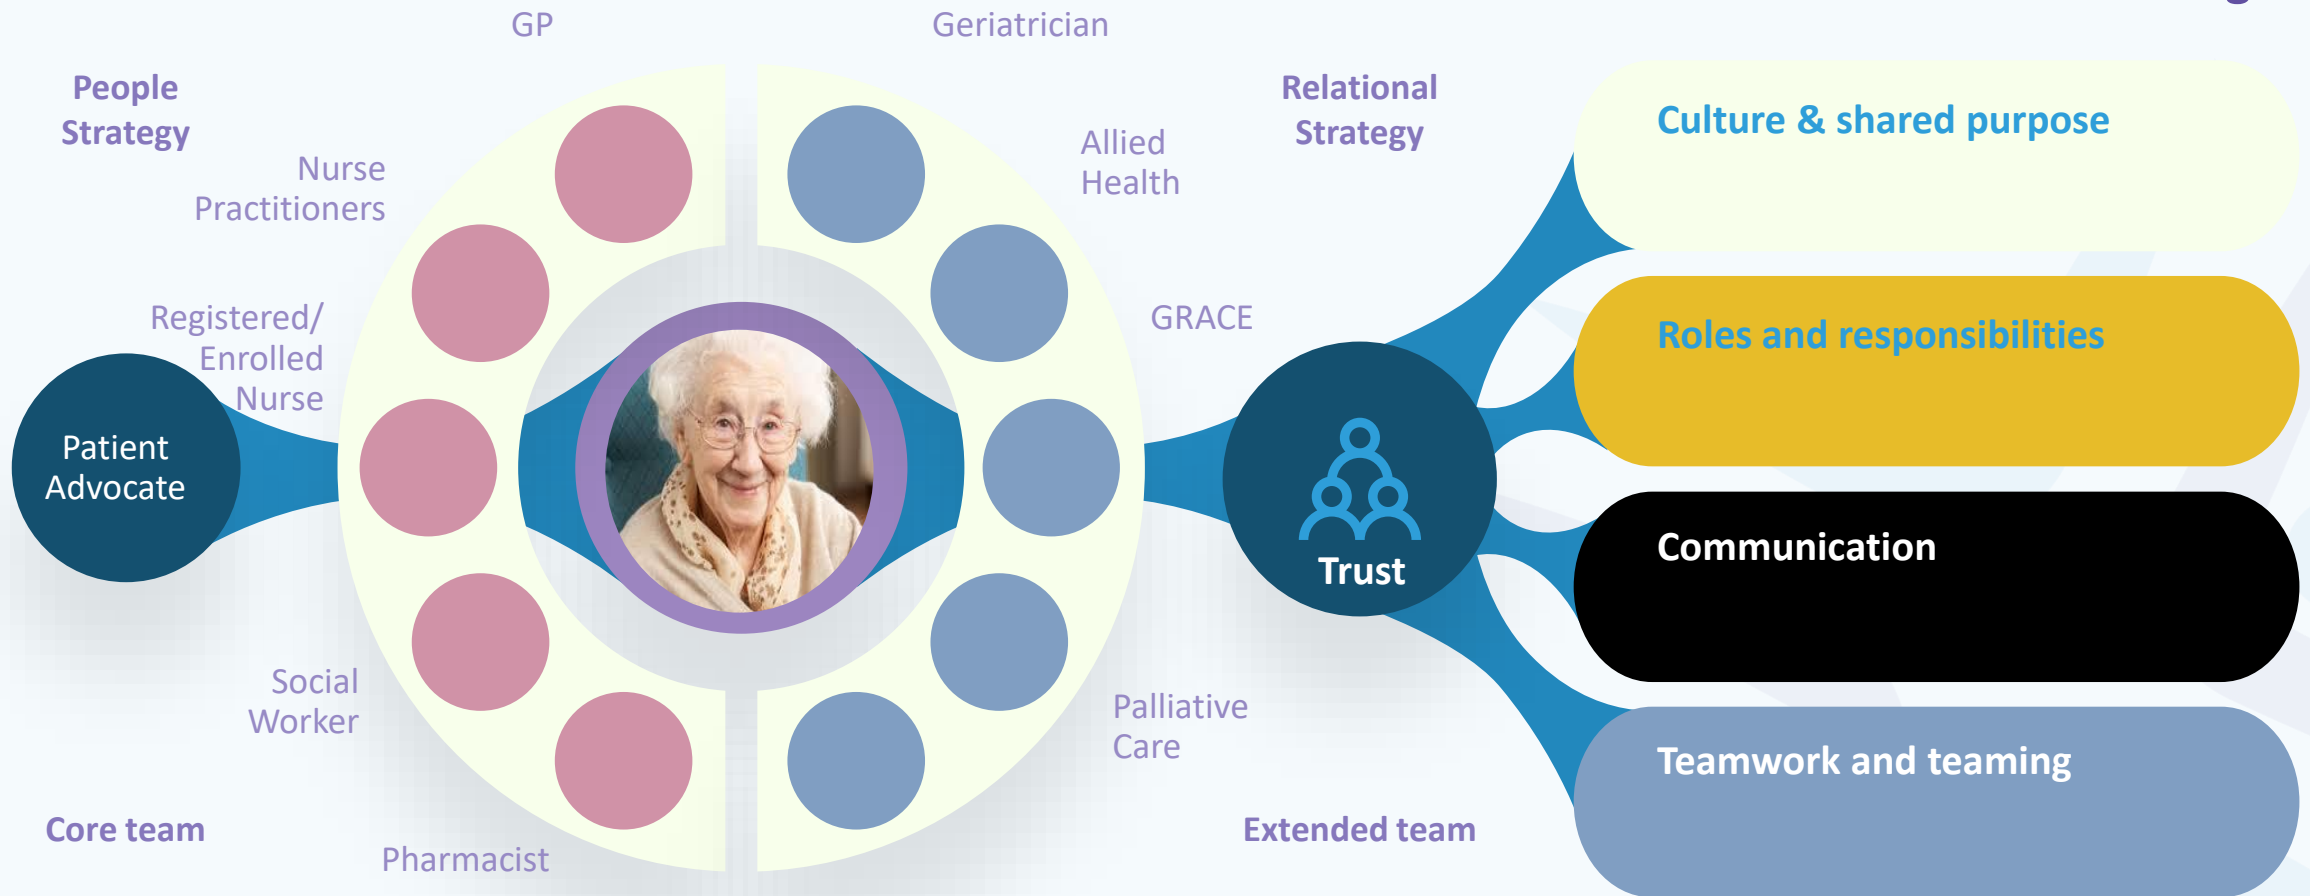 GP
Geriatrician
People
Strategy
Relational
Strategy
Nurse
Practitioners
Allied
Health
Registered/
Enrolled
Nurse
GRACE
Patient
Advocate
Trust
Social
Worker
Palliative
Care
Core team
Extended team
Pharmacist
Culture & shared purpose
Roles and responsibilities
Communication
Teamwork and teaming